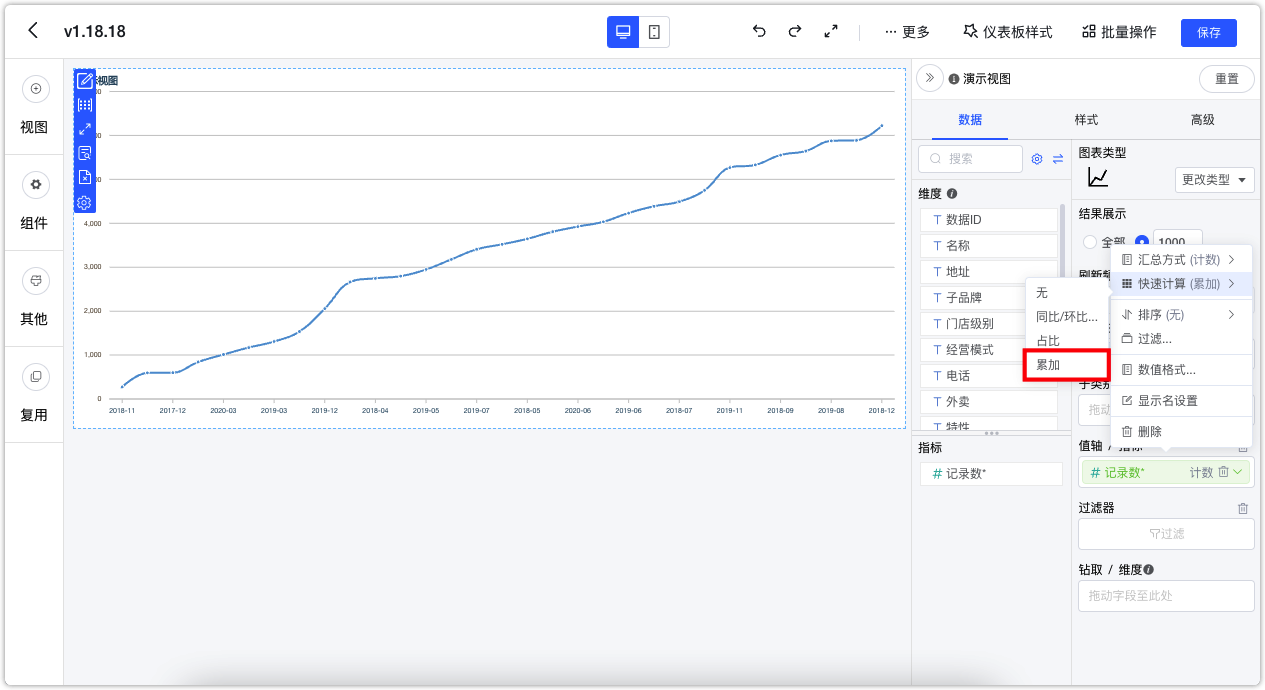 v1.18.18
更多
仪表板样式
批量操作
保存
视图
组件
其他
复用
视图
4,000
3,000
2,000
1,000
0
2018-11
2017-12
2020-03
2019-03
2019-12
2018-04
2019-05
2019-07
2018-05
2020-06
2019-06
2018-07
2019-11
2018-09
2019-08
2018-12
演示视图
重置
数据
样式
高级
搜索
维度
T 数据ID
T 名称
T 地址
T 子品牌
T 门店级别
T 经营模式
T 电话
T 外卖
T 特性
指标
# 记录数*
图表类型
更改类型
结果展示
全部
1000
汇总方式 (计数)
快速计算 (累加)
排序 (无)
过滤...
数值格式...
显示名设置
删除
无
同比/环比...
占比
累加
值轴 / 指标
# 记录数*
计数
过滤器
过滤
钻取 / 维度
拖动字段至此处